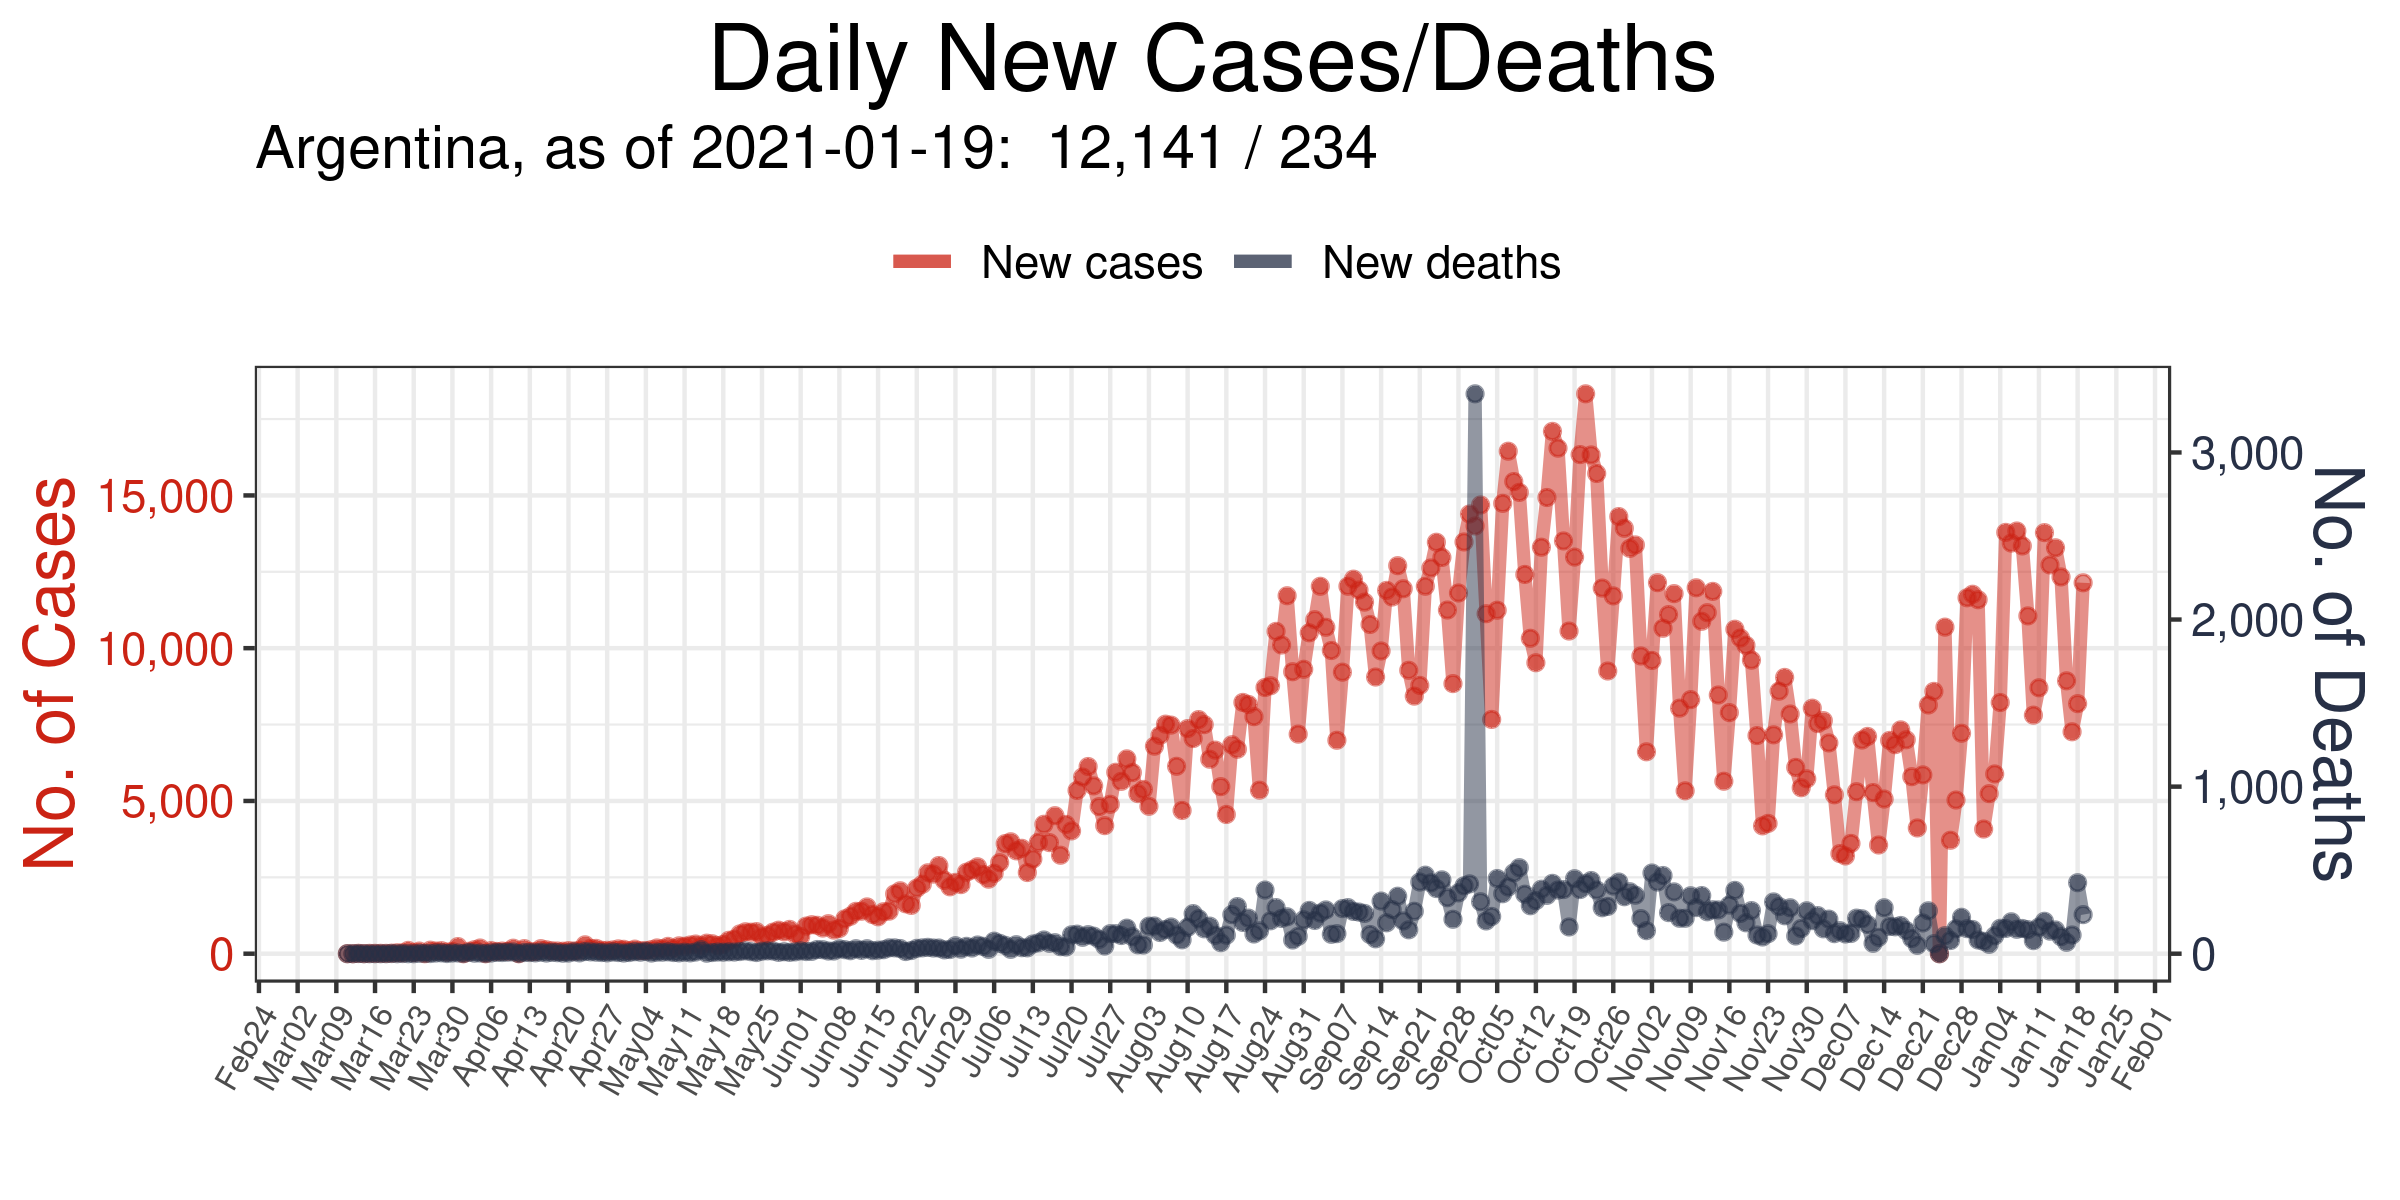 Daily New Cases/Deaths
Argentina, as of 2021-01-19:  12,141 / 234
New cases
New deaths
No. of Cases
15,000
10,000
5,000
0
3,000
2,000
1,000
0
No. of Deaths
Feb24
Mar02
Mar09
Mar16
Mar23
Mar30
Apr06
Apr13
Apr20
Apr27
May04
May11
May18
May25
Jun01
Jun08
Jun15
Jun22
Jun29
Jul06
Jul13
Jul20
Jul27
Aug03
Aug10
Aug17
Aug24
Aug31
Sep07
Sep14
Sep21
Sep28
Oct05
Oct12
Oct19
Oct26
Nov02
Nov09
Nov16
Nov23
Nov30
Dec07
Dec14
Dec21
Dec28
Jan04
Jan11
Jan18
Jan25
Feb01